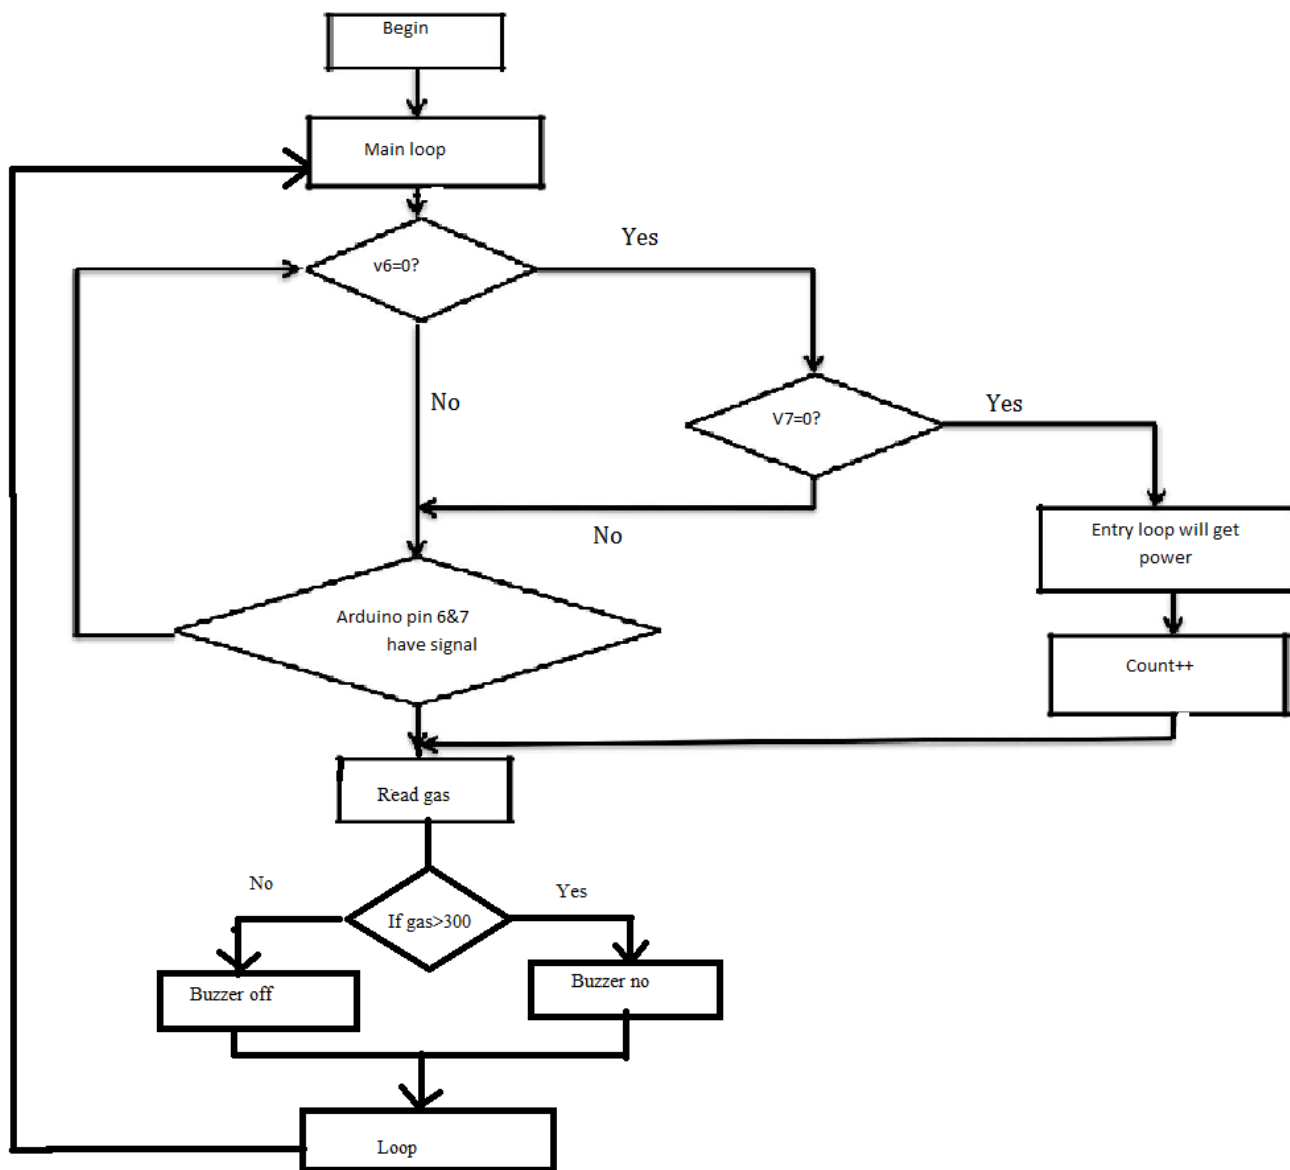 Begin
Main loop
Yes
v6=0?
No
Yes
V7=0?
No
Entry loop will get
power
Arduino pin 6&7
have signal
Count++
Read gas
No
Yes
If gas>300
Buzzer off
Buzzer no
Loop